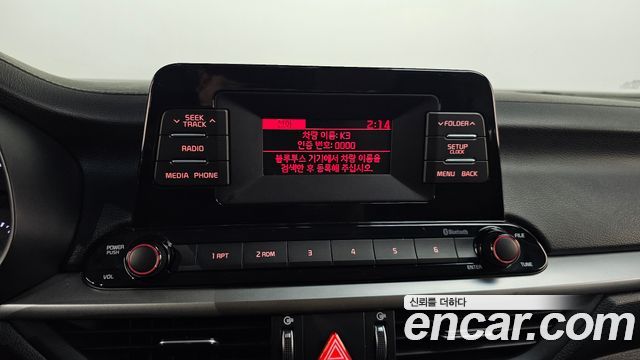 SEEK
TRACK
RADIO
MEDIA PHONE
2:14
차량 이름: K3
인증 번호: 0000
블루투스 기기에서 차량 이름을
검색한 후 등록해 주십시오.
FOLDER
SETUP
CLOCK
MENU BACK
Bluetooth
POWER
PUSH
VOL
1 RPT
2 RDM
3
4
5
6
ENTER
FILE
TUNE
신뢰를 더하다
encar.com